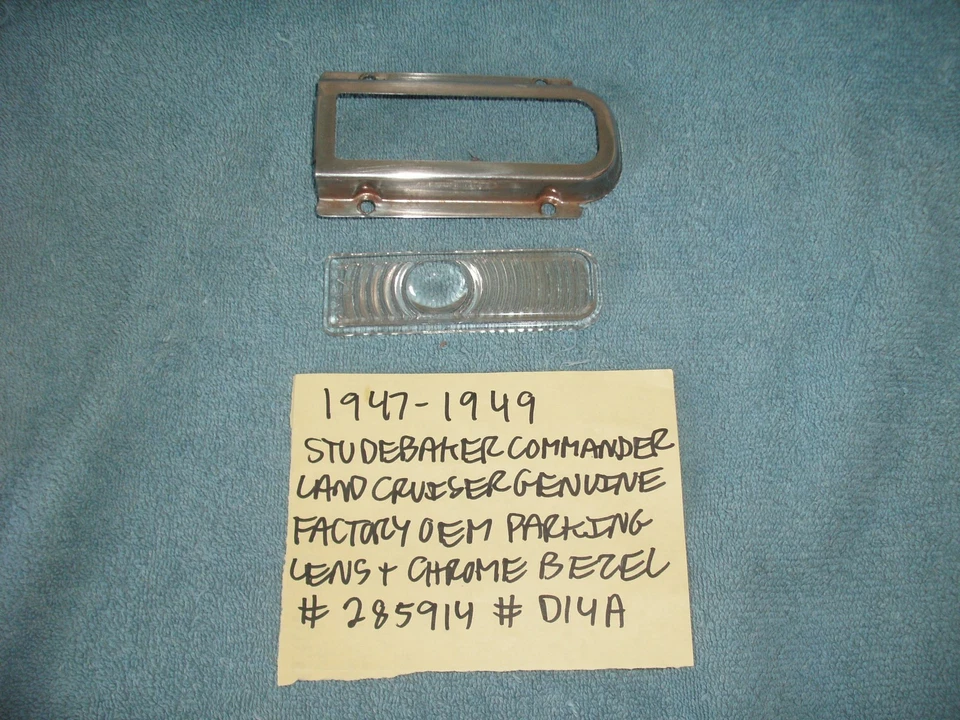 1947-1949
STUDEBAKER COMMANDER
LAND CRUISER GENUINE
FACTORY OEM PARKING
LENS + CHROME BEZEL
# 285914 # D14A